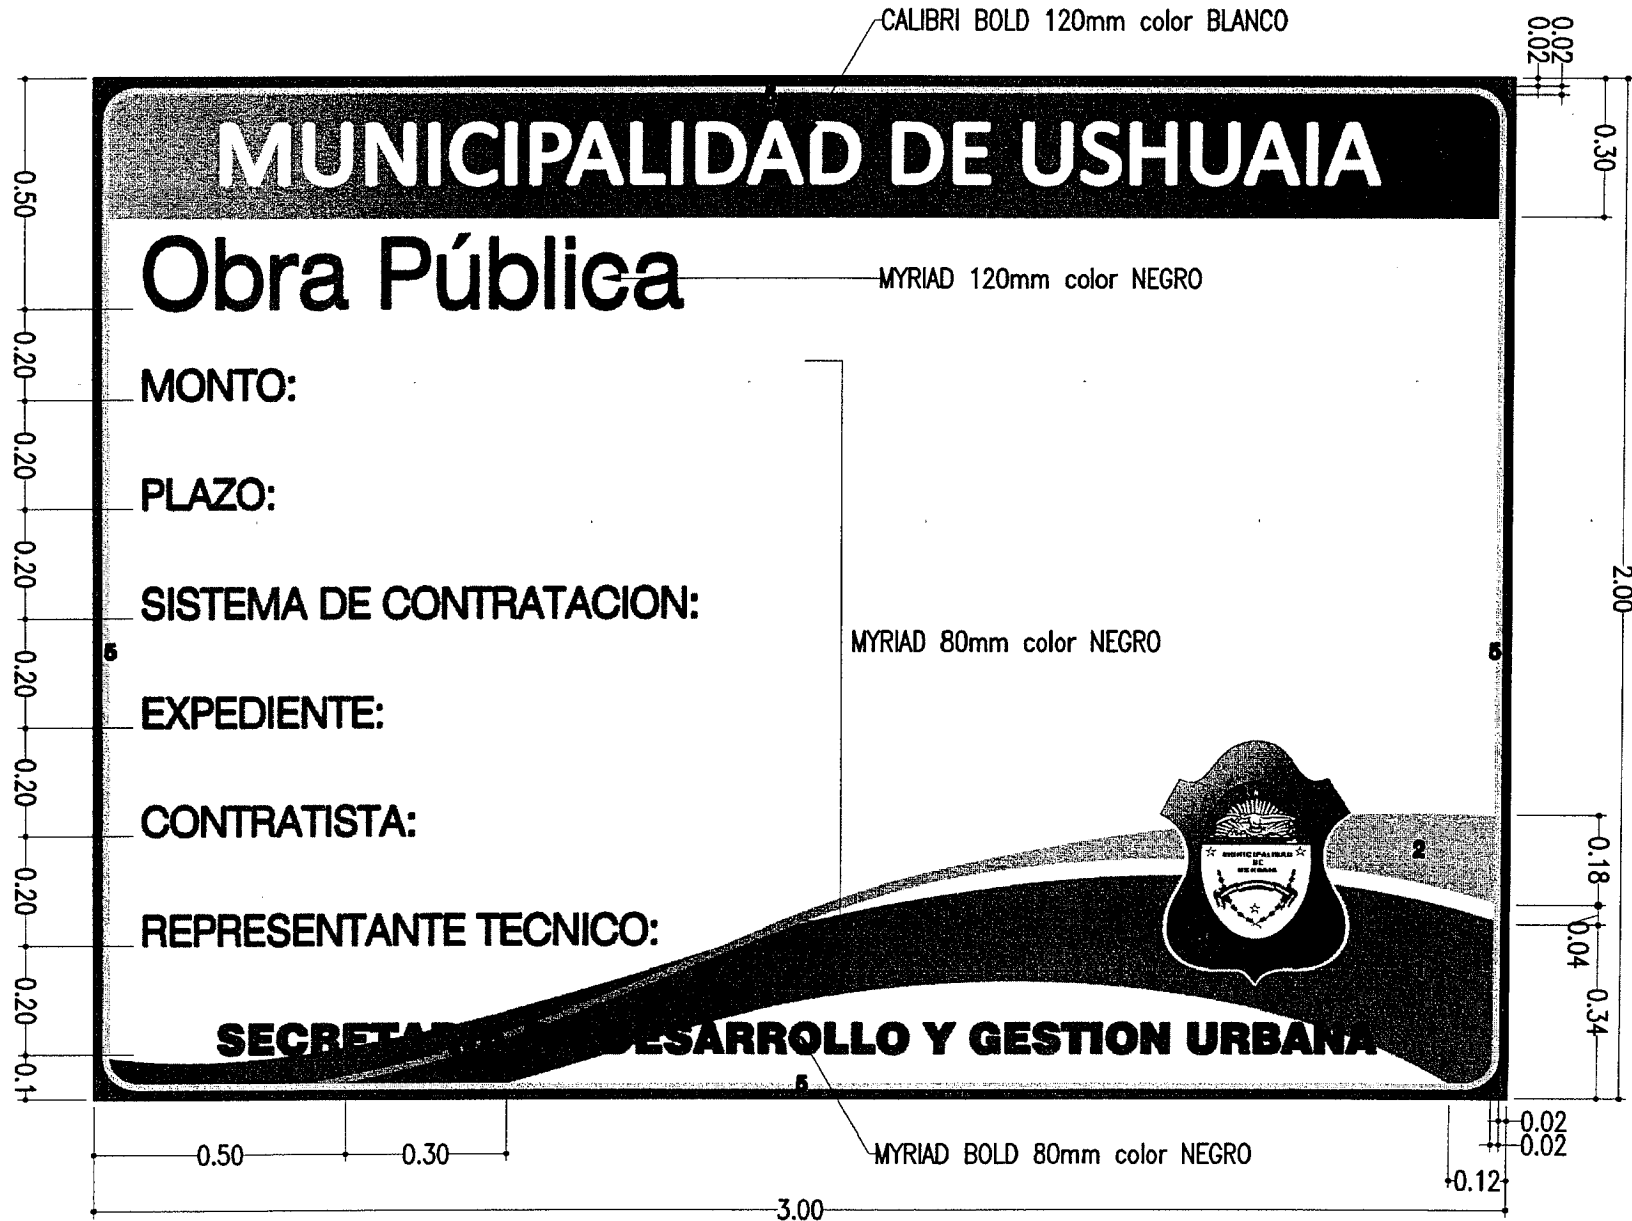 CALIBRI BOLD 120mm color BLANCO
0.02
0.02
0.30
MUNICIPALIDAD DE USHUAIA
0.50
Obra Pública
MYRIAD 120mm color NEGRO
0.20
MONTO:
0.20
PLAZO:
0.20
2.00
SISTEMA DE CONTRATACION:
5
5
MYRIAD 80mm color NEGRO
0.20
EXPEDIENTE:
0.20
CONTRATISTA:
2
MUNICIPALIDAD
DE
USHUAIA
0.18
0.20
REPRESENTANTE TECNICO:
0.04
0.20
0.34
SECRETARIA DESARROLLO Y GESTION URBANA
0.1
5
0.50
0.30
MYRIAD BOLD 80mm color NEGRO
0.02
0.02
0.12
3.00